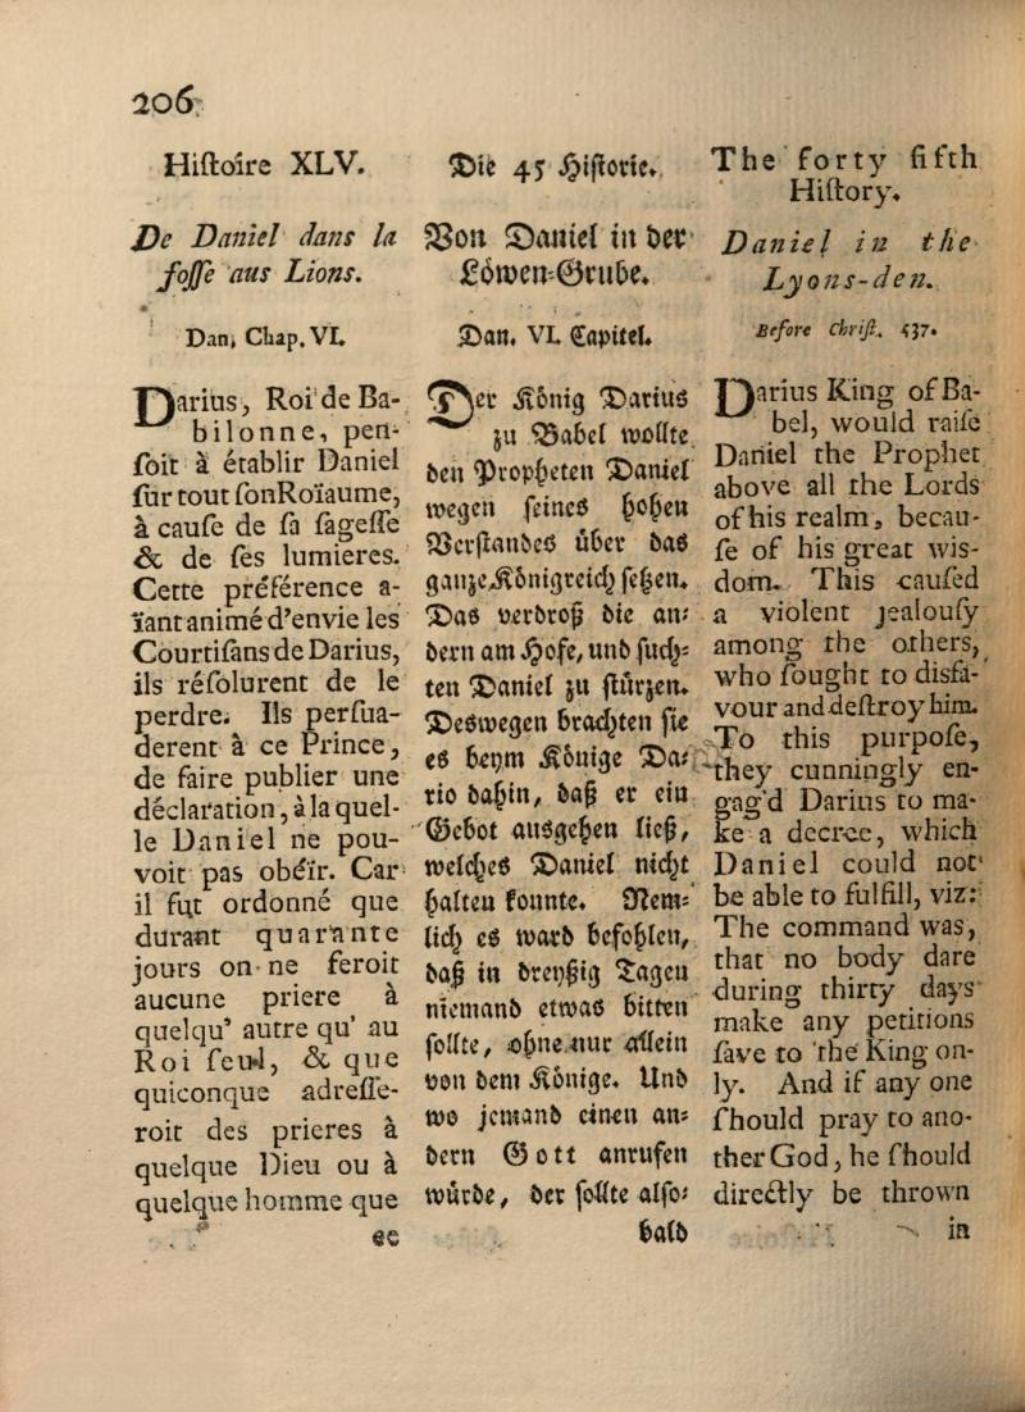 206
Hiſtoire XLV.
De Daniel dans la
foſſe aus Lions.
Dan, Chap. VI.
Darius, Roi de Ba-
bilonne, pen-
ſoit à établir Daniel
ſur tout ſonRoïaume,
à cauſe de ſa ſageſſe
& de ſes lumieres.
Cette préférence a-
ïant animé d'envie les
Courtiſans de Darius,
ils réſolurent de le
perdre. Ils perſua-
derent à ce Prince,
de faire publier une
déclaration, à la quel-
le Daniel ne pou-
voit pas obéïr. Car
il fut ordonné que
durant quarante
jours on ne feroit
aucune priere à
quelqu' autre qu' au
Roi ſeul, & que
quiconque adreſſe-
roit des prieres à
quelque Dieu ou à
quelque homme que
ce
Die 45 Hiſtorie.
Von Daniel in der
Löwen-Grube.
Dan. VI. Capitel.
Der König Darius
zu Babel wollte
den Propheten Daniel
wegen ſeines hohen
Verſtandes über das
ganze Königreich ſetzen.
Das verdroß die an-
dern am Hofe, und ſuch-
ten Daniel zu ſtürzen.
Deswegen brachten ſie
es beym Könige Da-
rio dahin, daß er ein
Gebot ausgehen ließ,
welches Daniel nicht
halten konnte. Nem-
lich es ward befohlen,
daß in dreyßig Tagen
niemand etwas bitten
ſollte, ohne nur allein
von dem Könige. Und
wo jemand einen an-
dern Gott anrufen
würde, der ſollte alſo-
bald
The forty fifth
Hiſtory.
Daniel in the
Lyons-den.
Before Chriſt. 537.
Darius King of Ba-
bel, would raiſe
Daniel the Prophet
above all the Lords
of his realm, becau-
ſe of his great wis-
dom. This cauſed
a violent jealouſy
among the others,
who ſought to disfa-
vour and deſtroy him.
To this purpoſe,
they cunningly en-
gag'd Darius to ma-
ke a decree, which
Daniel could not
be able to fulfill, viz:
The command was,
that no body dare
during thirty days
make any petitions
ſave to the King on-
ly. And if any one
ſhould pray to ano-
ther God, he ſhould
directly be thrown
in